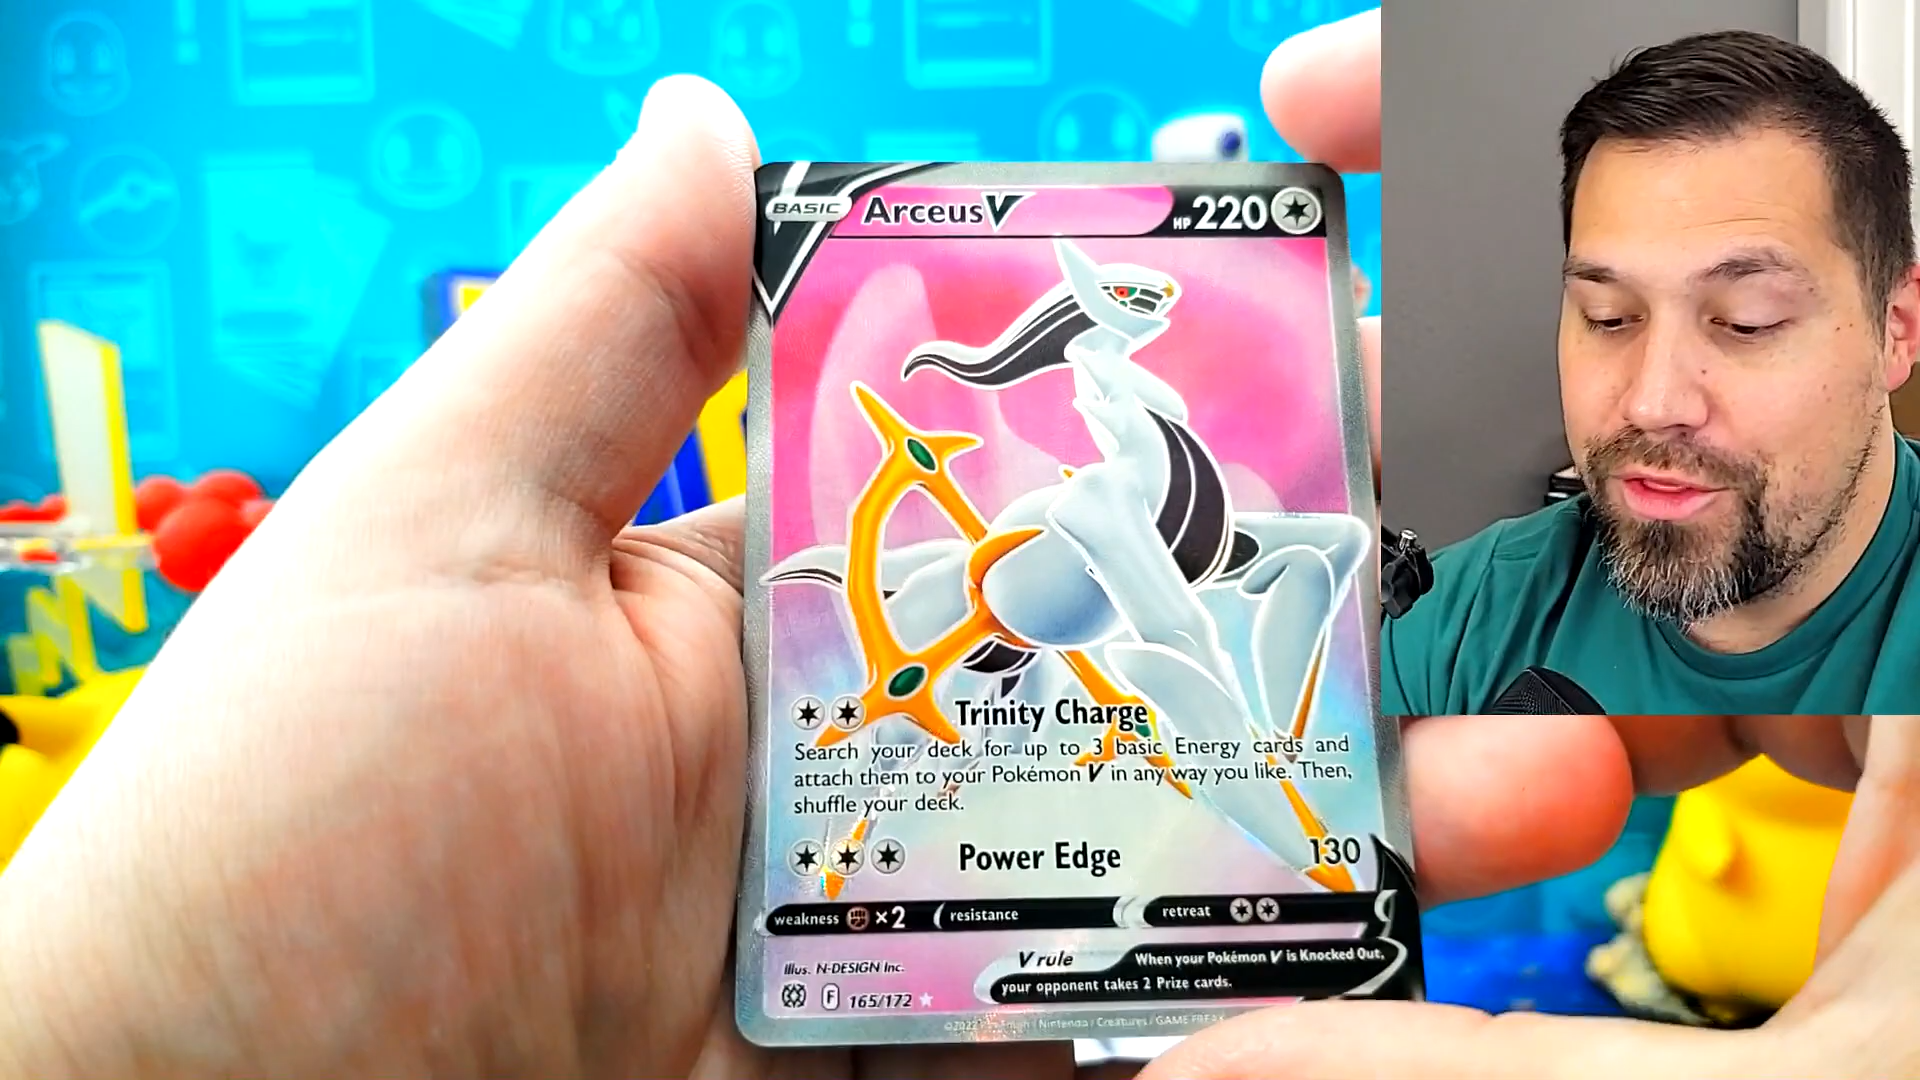 BASIC ArceusV HP 220
Trinity Charge
Search your deck for up to 3 basic Energy cards and
attach them to your Pokémon V in any way you like. Then,
shuffle your deck.
Power Edge 130
weakness ×2 resistance retreat
V rule When your Pokémon V is Knocked Out,
your opponent takes 2 Prize cards.
Illus. N-DESIGN Inc.
F 165/172
©2022 Pokémon / Nintendo / Creatures / GAME FREAK